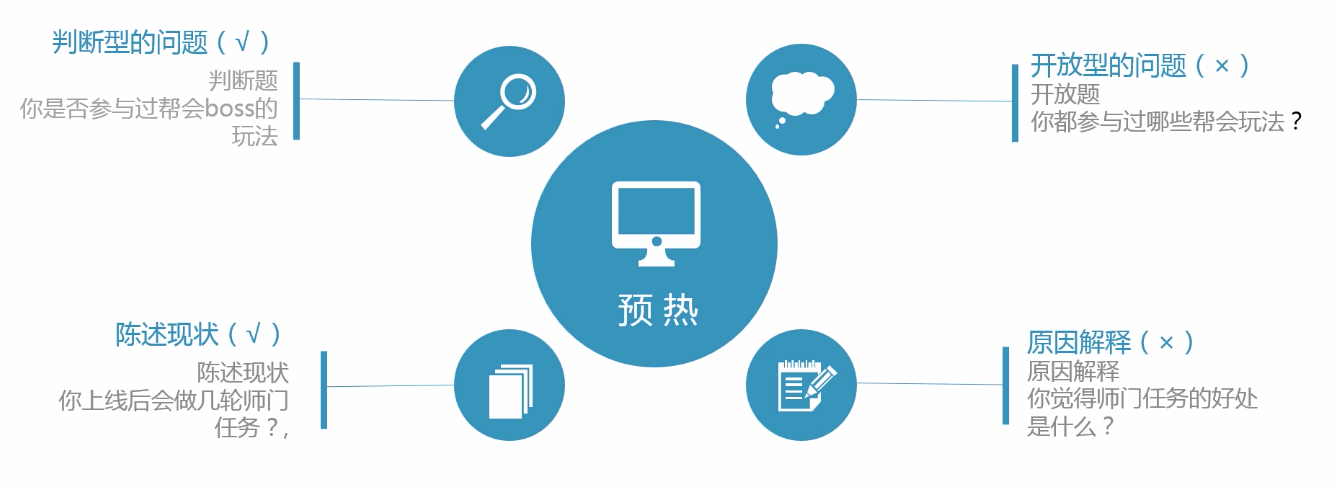 判断型的问题（√ ）
判断题
你是否参与过帮会boss的
玩法
开放型的问题（× ）
开放题
你都参与过哪些帮会玩法？
预 热
陈述现状（√ ）
陈述现状
你上线后会做几轮师门
任务？,
原因解释（× ）
原因解释
你觉得师门任务的好处
是什么？